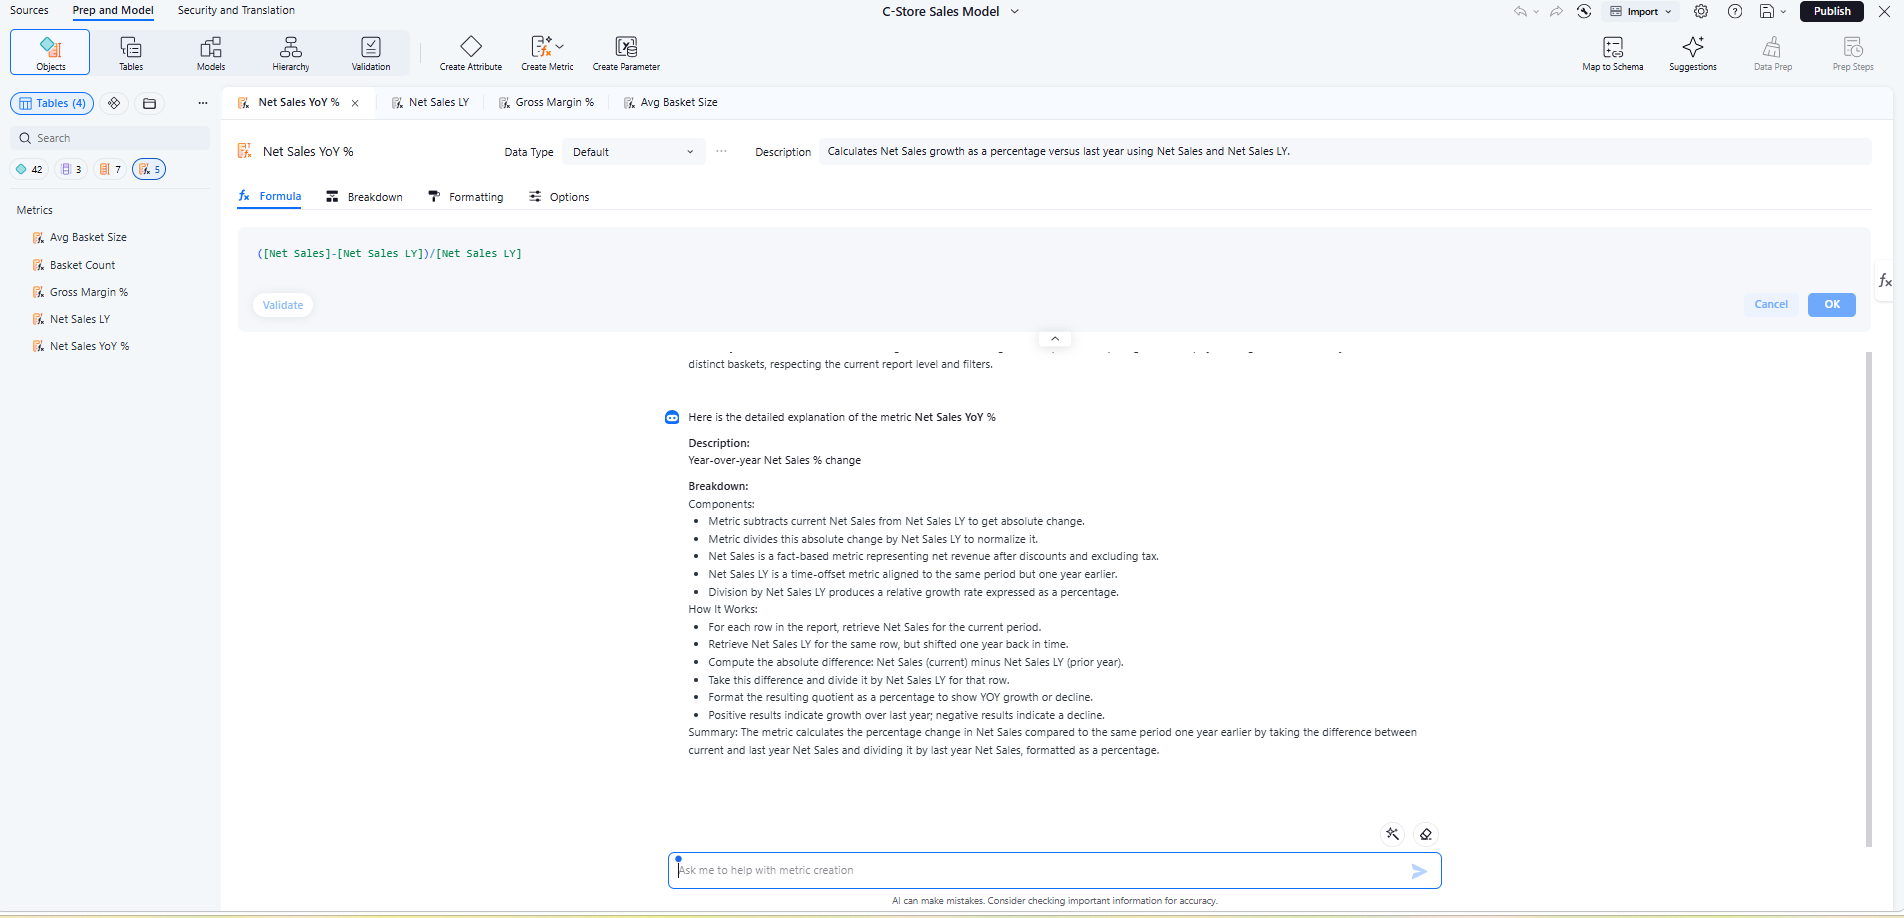 Sources
Prep and Model
Security and Translation
C-Store Sales Model
Import
Publish
Objects
Tables
Models
Hierarchy
Validation
Create Attribute
Create Metric
Create Parameter
Map to Schema
Suggestions
Data Prep
Prep Steps
Tables (4)
Search
42
3
7
5
Metrics
Avg Basket Size
Basket Count
Gross Margin %
Net Sales LY
Net Sales YoY %
Net Sales YoY %
Net Sales LY
Gross Margin %
Avg Basket Size
Net Sales YoY %
Data Type
Default
Description
Calculates Net Sales growth as a percentage versus last year using Net Sales and Net Sales LY.
Formula
Breakdown
Formatting
Options
([Net Sales]-[Net Sales LY])/[Net Sales LY]
Validate
Cancel
OK
distinct baskets, respecting the current report level and filters.
Here is the detailed explanation of the metric Net Sales YoY %
Description:
Year-over-year Net Sales % change
Breakdown:
Components:
• Metric subtracts current Net Sales from Net Sales LY to get absolute change.
• Metric divides this absolute change by Net Sales LY to normalize it.
• Net Sales is a fact-based metric representing net revenue after discounts and excluding tax.
• Net Sales LY is a time-offset metric aligned to the same period but one year earlier.
• Division by Net Sales LY produces a relative growth rate expressed as a percentage.
How It Works:
• For each row in the report, retrieve Net Sales for the current period.
• Retrieve Net Sales LY for the same row, but shifted one year back in time.
• Compute the absolute difference: Net Sales (current) minus Net Sales LY (prior year).
• Take this difference and divide it by Net Sales LY for that row.
• Format the resulting quotient as a percentage to show YOY growth or decline.
• Positive results indicate growth over last year; negative results indicate a decline.
Summary: The metric calculates the percentage change in Net Sales compared to the same period one year earlier by taking the difference between
current and last year Net Sales and dividing it by last year Net Sales, formatted as a percentage.
Ask me to help with metric creation
AI can make mistakes. Consider checking important information for accuracy.